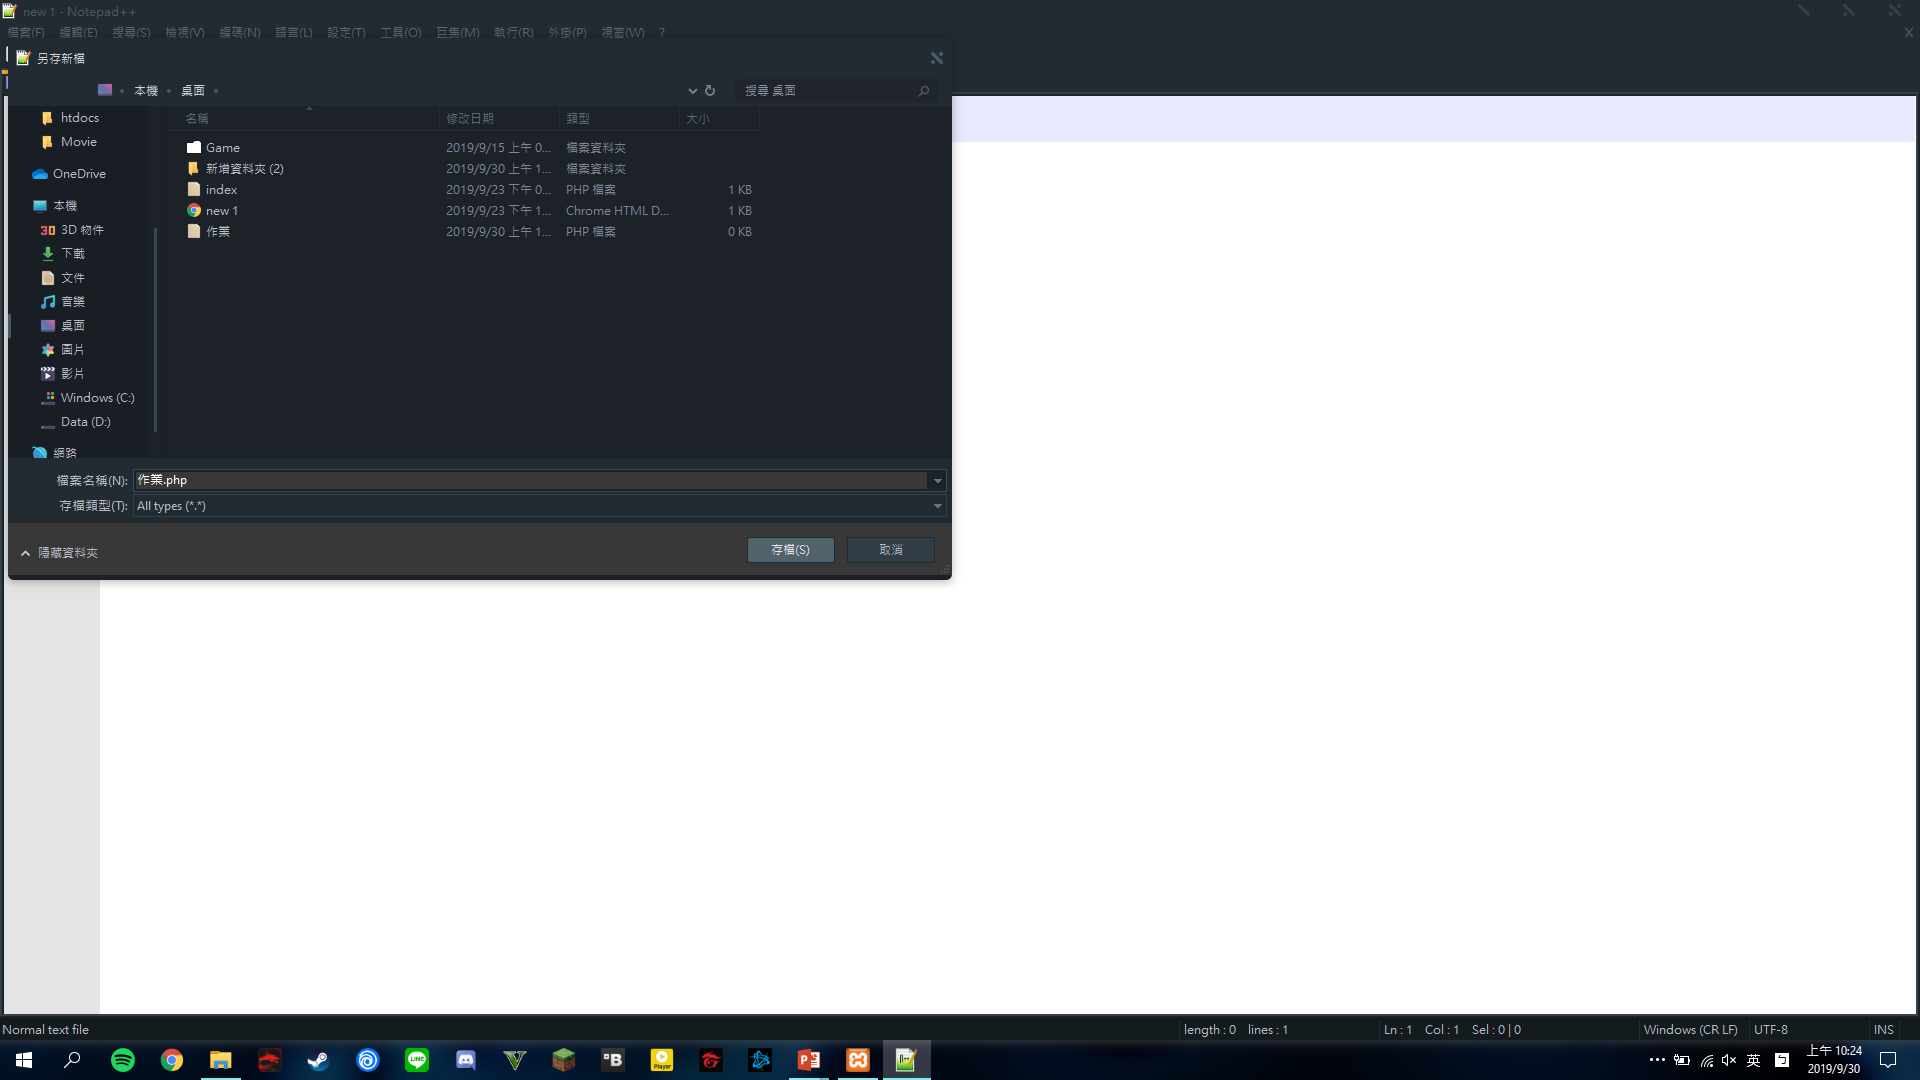 new 1 - Notepad++
檔案(F) 編輯(E) 搜尋(S) 檢視(V) 編碼(N) 語言(L) 設定(T) 工具(O) 巨集(M) 執行(R) 外掛(P) 視窗(W) ? X
另存新檔
本機 桌面 搜尋 桌面
名稱 修改日期 類型 大小
htdocs
Movie
OneDrive
本機
3D 物件
下載
文件
音樂
桌面
圖片
影片
Windows (C:)
Data (D:)
網路
Game 2019/9/15 上午 0... 檔案資料夾
新增資料夾 (2) 2019/9/30 上午 1... 檔案資料夾
index 2019/9/23 下午 0... PHP 檔案 1 KB
new 1 2019/9/23 下午 1... Chrome HTML D... 1 KB
作業 2019/9/30 上午 1... PHP 檔案 0 KB
檔案名稱(N): 作業.php
存檔類型(T): All types (*.*)
隱藏資料夾 存檔(S) 取消
Normal text file length : 0 lines : 1 Ln : 1 Col : 1 Sel : 0 | 0 Windows (CR LF) UTF-8 INS
英 上午 10:24
2019/9/30